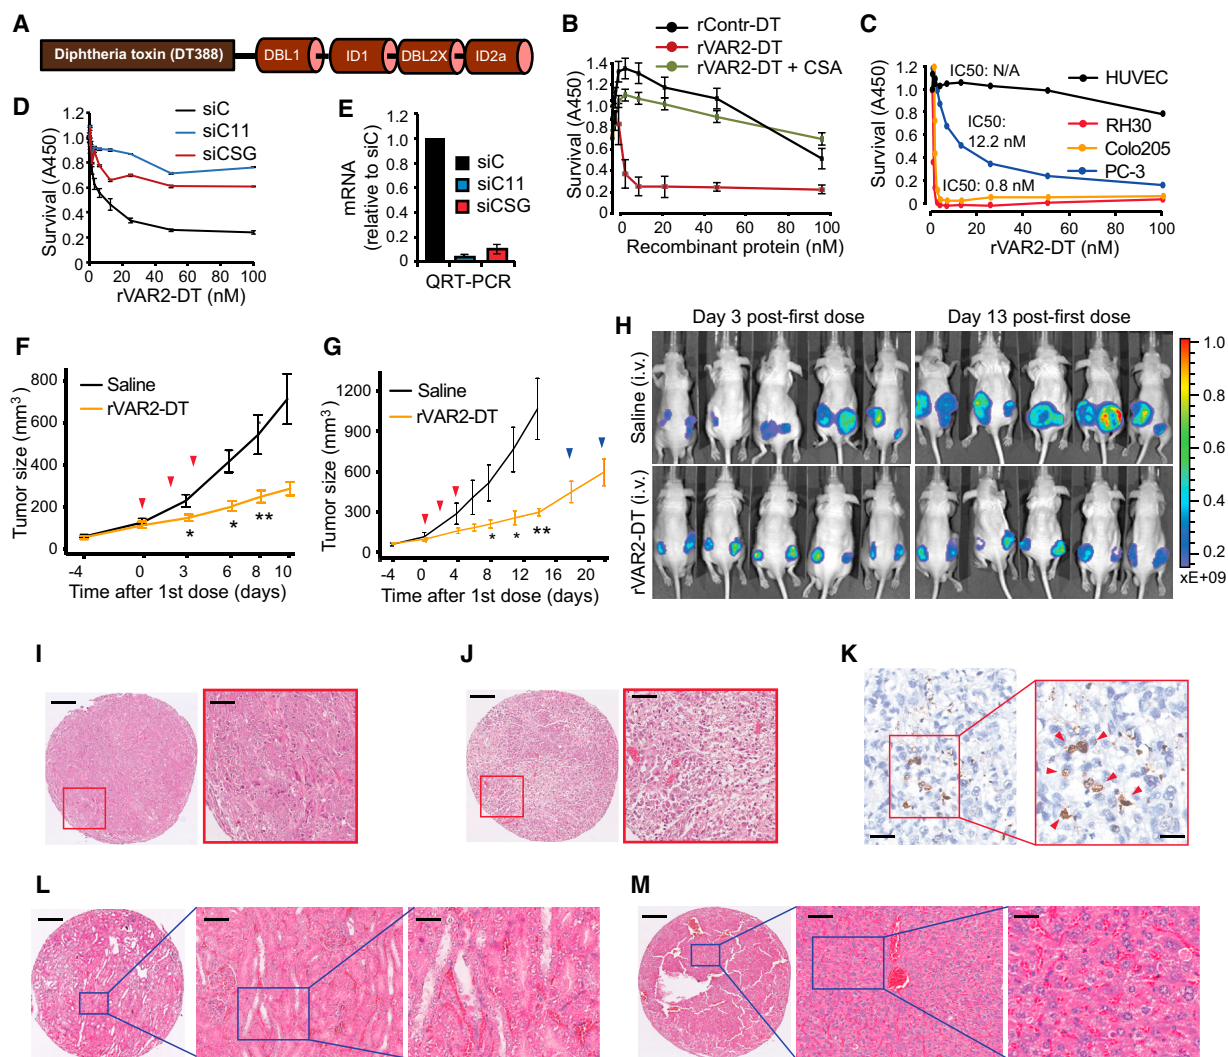 A
Diphtheria toxin (DT388)
DBL1
ID1
DBL2X
ID2a
B
rContr-DT
rVAR2-DT
rVAR2-DT + CSA
Survival (A450)
1.4
1.2
1.0
0.8
0.6
0.4
0.2
0
0 20 40 60 80 100
Recombinant protein (nM)
C
IC50: N/A
IC50:
12.2 nM
IC50: 0.8 nM
HUVEC
RH30
Colo205
PC-3
Survival (A450)
1.2
1.0
0.8
0.6
0.4
0.2
0
0 20 40 60 80 100
rVAR2-DT (nM)
D
siC
siC11
siCSG
Survival (A450)
1.2
1.0
0.8
0.6
0.4
0.2
0
0 20 40 60 80 100
rVAR2-DT (nM)
E
siC
siC11
siCSG
mRNA
(relative to siC)
1.2
1
0.8
0.6
0.4
0.2
0
QRT-PCR
F
Saline
rVAR2-DT
Tumor size (mm3)
800
600
400
200
0
* * **
-4 0 3 6 8 10
Time after 1st dose (days)
G
Saline
rVAR2-DT
Tumor size (mm3)
1200
900
600
300
0
* * **
-4 0 4 8 12 16 20
Time after 1st dose (days)
H
Day 3 post-first dose
Day 13 post-first dose
Saline (i.v.)
rVAR2-DT (i.v.)
1.0
0.8
0.6
0.4
0.2
xE+09
I
J
K
L
M